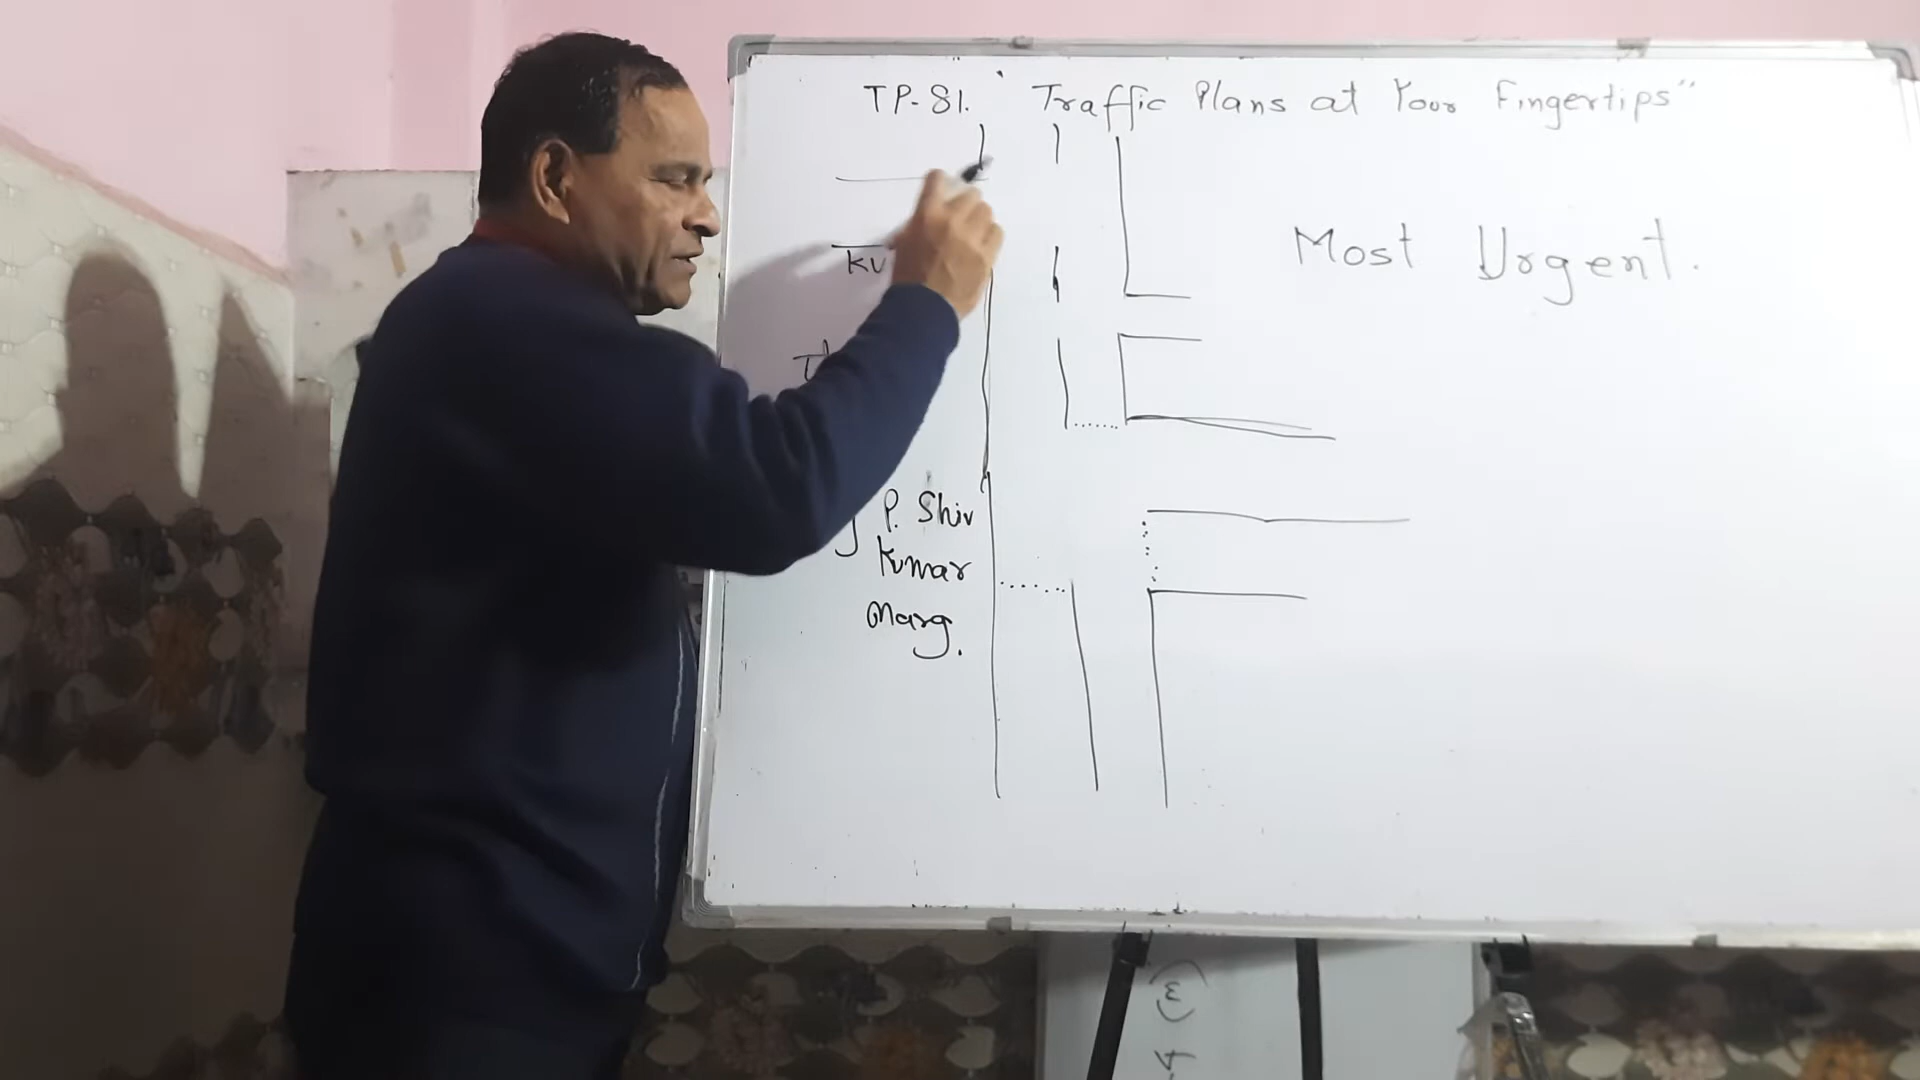 TP-81. Traffic Plans at Your Fingertips"
Most Urgent.
P. Shiv
Kumar
Marg.